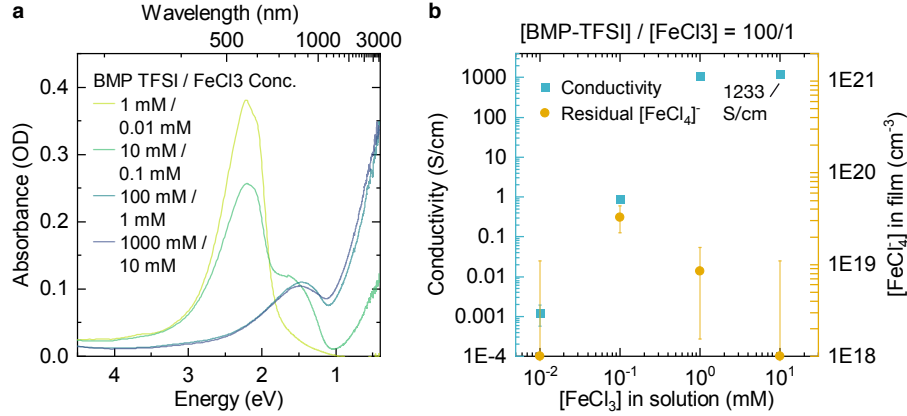 a
Wavelength (nm)
500
1000
3000
Absorbance (OD)
0.4
0.3
0.2
0.1
0.0
BMP TFSI / FeCl3 Conc.
1 mM /
0.01 mM
10 mM /
0.1 mM
100 mM /
1 mM
1000 mM /
10 mM
4
3
2
1
Energy (eV)
b
[BMP-TFSI] / [FeCl3] = 100/1
Conductivity (S/cm)
1000
100
10
1
0.1
0.01
0.001
1E-4
Conductivity
Residual [FeCl₄]⁻
1233
S/cm
1E21
1E20
1E19
1E18
[FeCl₄⁻] in film (cm⁻³)
10⁻²
10⁻¹
10⁰
10¹
[FeCl₃] in solution (mM)